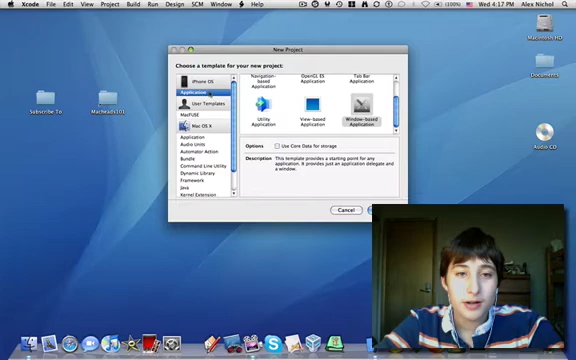 Xcode File Edit View Project Build Run Design SCM Window Help
(100%) Wed 4:17 PM Alex Nichol
Macintosh HD
Documents
Audio CD
Subscribe To
Macheads101
New Project
Choose a template for your new project:
iPhone OS
Application
User Templates
MacFUSE
Mac OS X
Application
Audio Units
Automator Action
Bundle
Command Line Utility
Dynamic Library
Framework
Java
Kernel Extension
Navigation-based Application
OpenGL ES Application
Tab Bar Application
Utility Application
View-based Application
Window-based Application
Options
Use Core Data for storage
Description
This template provides a starting point for any
application. It provides just an application delegate and
a window.
Cancel